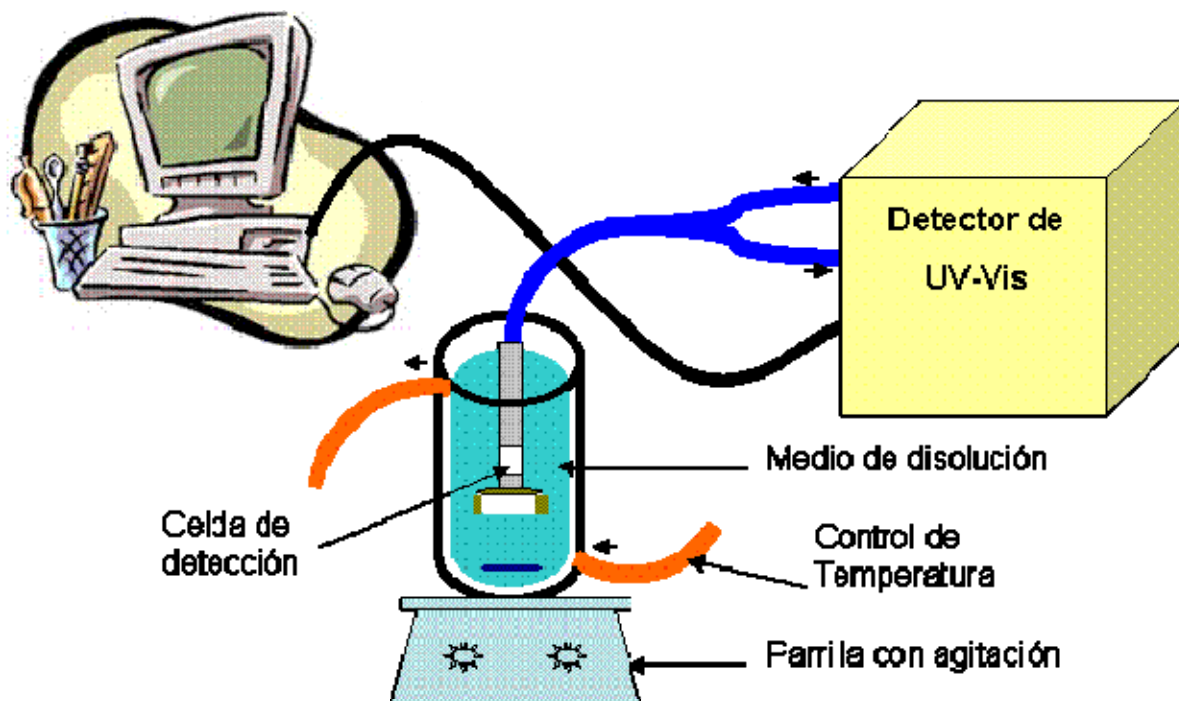 Detector de
UV-Vis
Medio de disolución
Celda de
detección
Control de
Temperatura
Parrilla con agitación